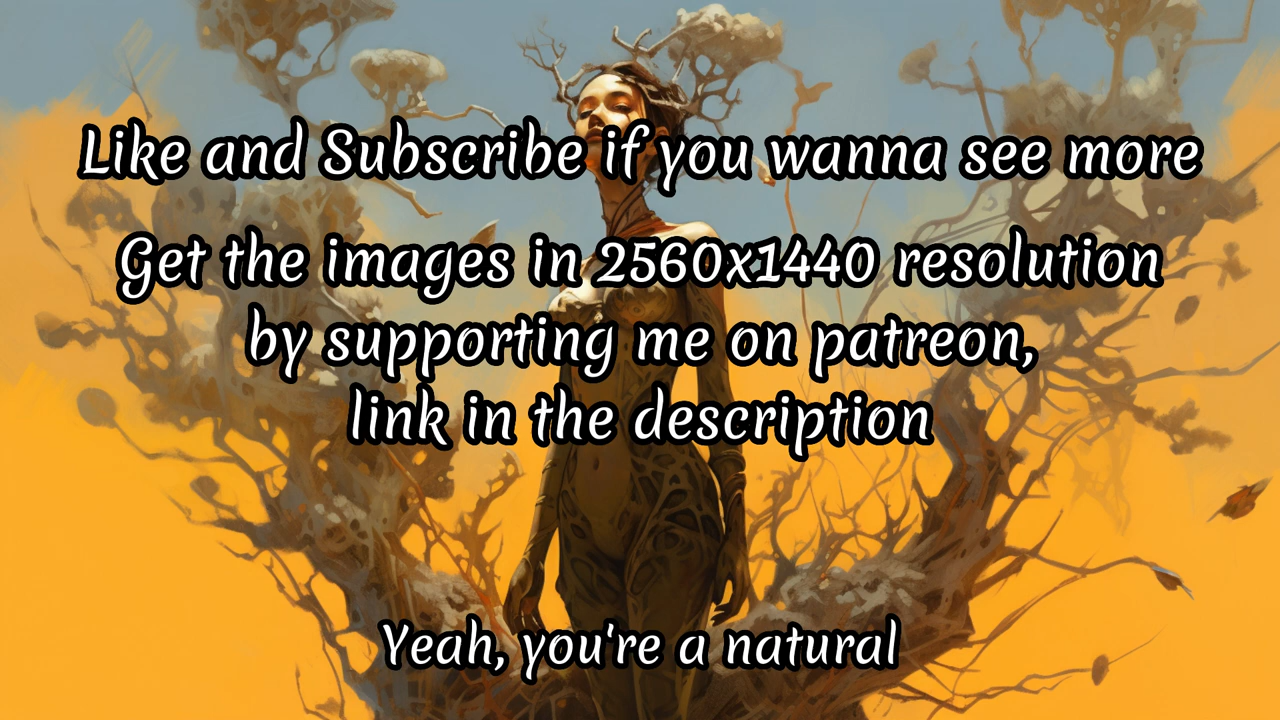 Like and Subscribe if you wanna see more
Get the images in 2560x1440 resolution
by supporting me on patreon,
link in the description
Yeah, you're a natural